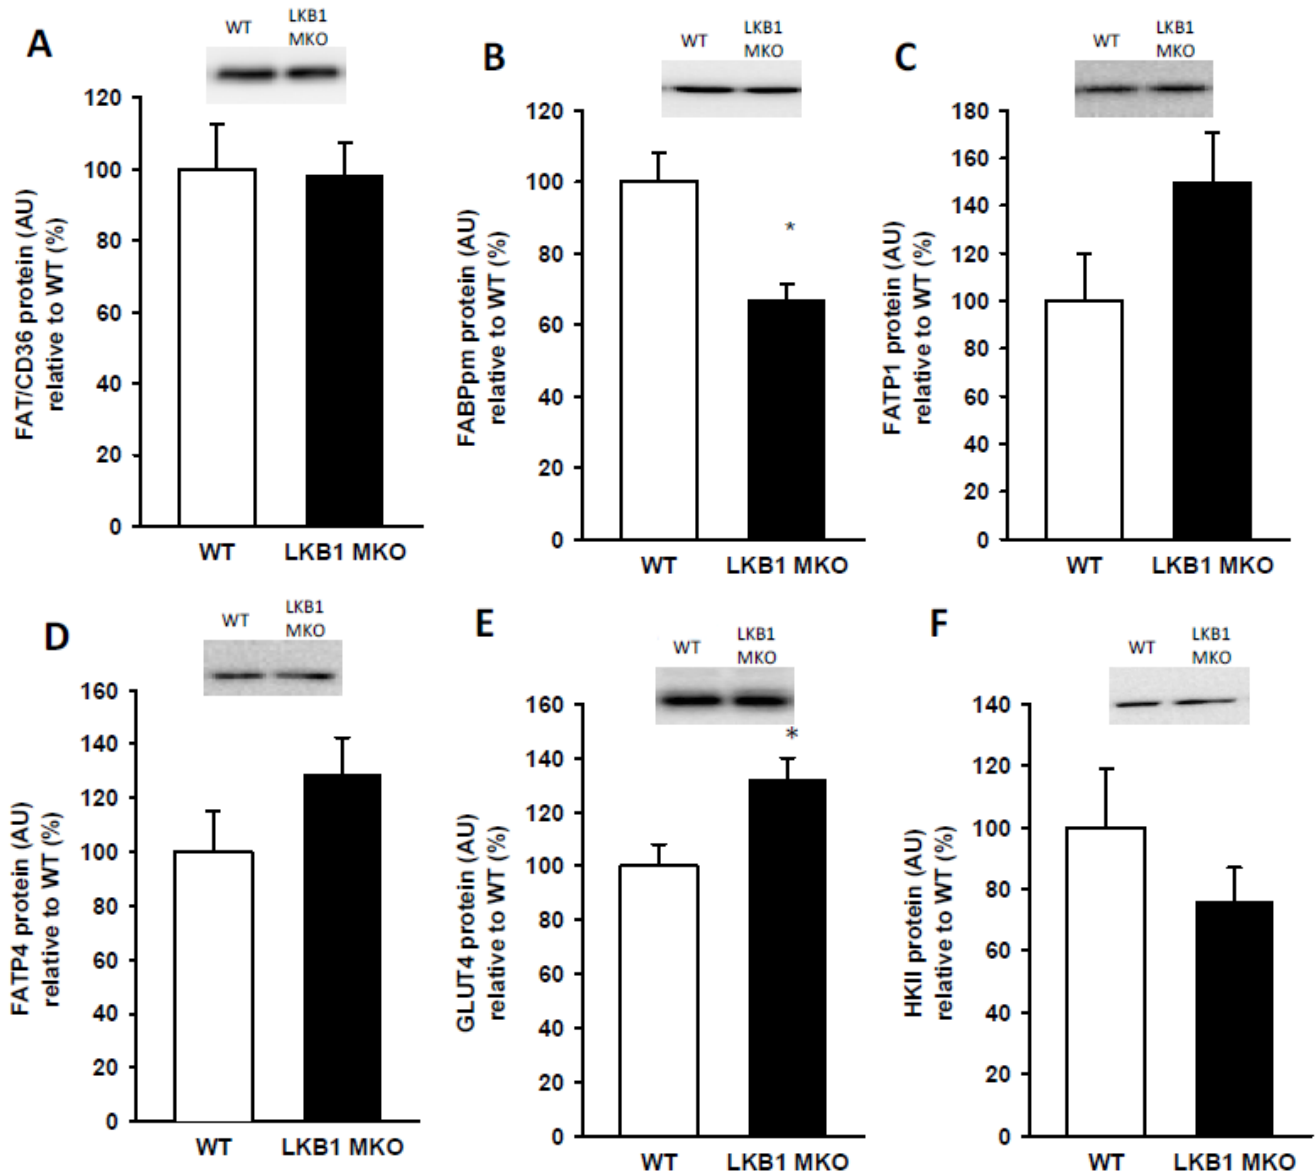 A
WT
LKB1
MKO
FAT/CD36 protein (AU)
relative to WT (%)
120
100
80
60
40
20
0
WT
LKB1 MKO
B
WT
LKB1
MKO
FABPpm protein (AU)
relative to WT (%)
120
100
80
60
40
20
0
*
WT
LKB1 MKO
C
WT
LKB1
MKO
FATP1 protein (AU)
relative to WT (%)
180
160
140
120
100
80
60
40
20
0
WT
LKB1 MKO
D
WT
LKB1
MKO
FATP4 protein (AU)
relative to WT (%)
160
140
120
100
80
60
40
20
0
WT
LKB1 MKO
E
WT
LKB1
MKO
GLUT4 protein (AU)
relative to WT (%)
160
140
120
100
80
60
40
20
0
*
WT
LKB1 MKO
F
WT
LKB1
MKO
HKII protein (AU)
relative to WT (%)
140
120
100
80
60
40
20
0
WT
LKB1 MKO